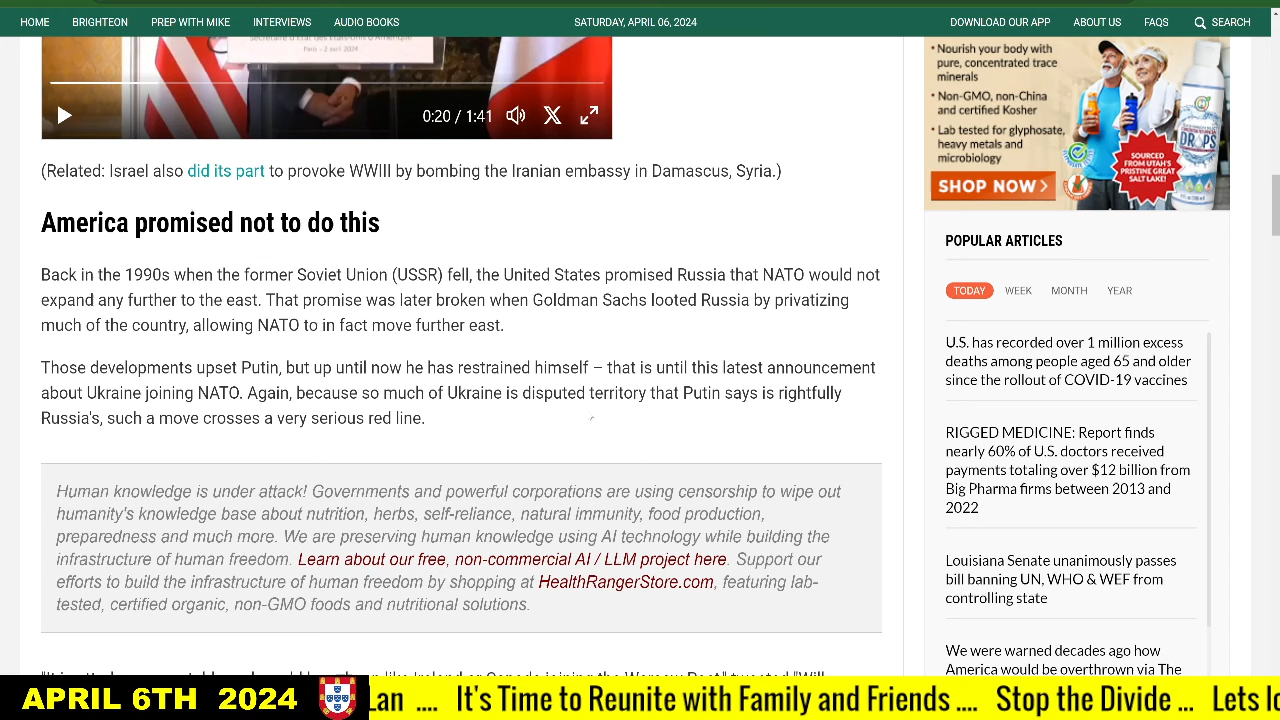 HOME BRIGHTEON PREP WITH MIKE INTERVIEWS AUDIO BOOKS SATURDAY, APRIL 06, 2024 DOWNLOAD OUR APP ABOUT US FAQS SEARCH
Paris - 2 avril 2024
0:20 / 1:41
(Related: Israel also did its part to provoke WWIII by bombing the Iranian embassy in Damascus, Syria.)
America promised not to do this
Back in the 1990s when the former Soviet Union (USSR) fell, the United States promised Russia that NATO would not
expand any further to the east. That promise was later broken when Goldman Sachs looted Russia by privatizing
much of the country, allowing NATO to in fact move further east.
Those developments upset Putin, but up until now he has restrained himself – that is until this latest announcement
about Ukraine joining NATO. Again, because so much of Ukraine is disputed territory that Putin says is rightfully
Russia's, such a move crosses a very serious red line.
Human knowledge is under attack! Governments and powerful corporations are using censorship to wipe out
humanity's knowledge base about nutrition, herbs, self-reliance, natural immunity, food production,
preparedness and much more. We are preserving human knowledge using AI technology while building the
infrastructure of human freedom. Learn about our free, non-commercial AI / LLM project here. Support our
efforts to build the infrastructure of human freedom by shopping at HealthRangerStore.com, featuring lab-
tested, certified organic, non-GMO foods and nutritional solutions.
• Nourish your body with
pure, concentrated trace
minerals
• Non-GMO, non-China
and certified Kosher
• Lab tested for glyphosate,
heavy metals and
microbiology
SHOP NOW
DROPS
SOURCED
FROM UTAH'S
PRISTINE GREAT
SALT LAKE!
POPULAR ARTICLES
TODAY WEEK MONTH YEAR
U.S. has recorded over 1 million excess
deaths among people aged 65 and older
since the rollout of COVID-19 vaccines
RIGGED MEDICINE: Report finds
nearly 60% of U.S. doctors received
payments totaling over $12 billion from
Big Pharma firms between 2013 and
2022
Louisiana Senate unanimously passes
bill banning UN, WHO & WEF from
controlling state
We were warned decades ago how
America would be overthrown via The
APRIL 6TH 2024 Lan .... It's Time to Reunite with Family and Friends .... Stop the Divide ... Lets lo